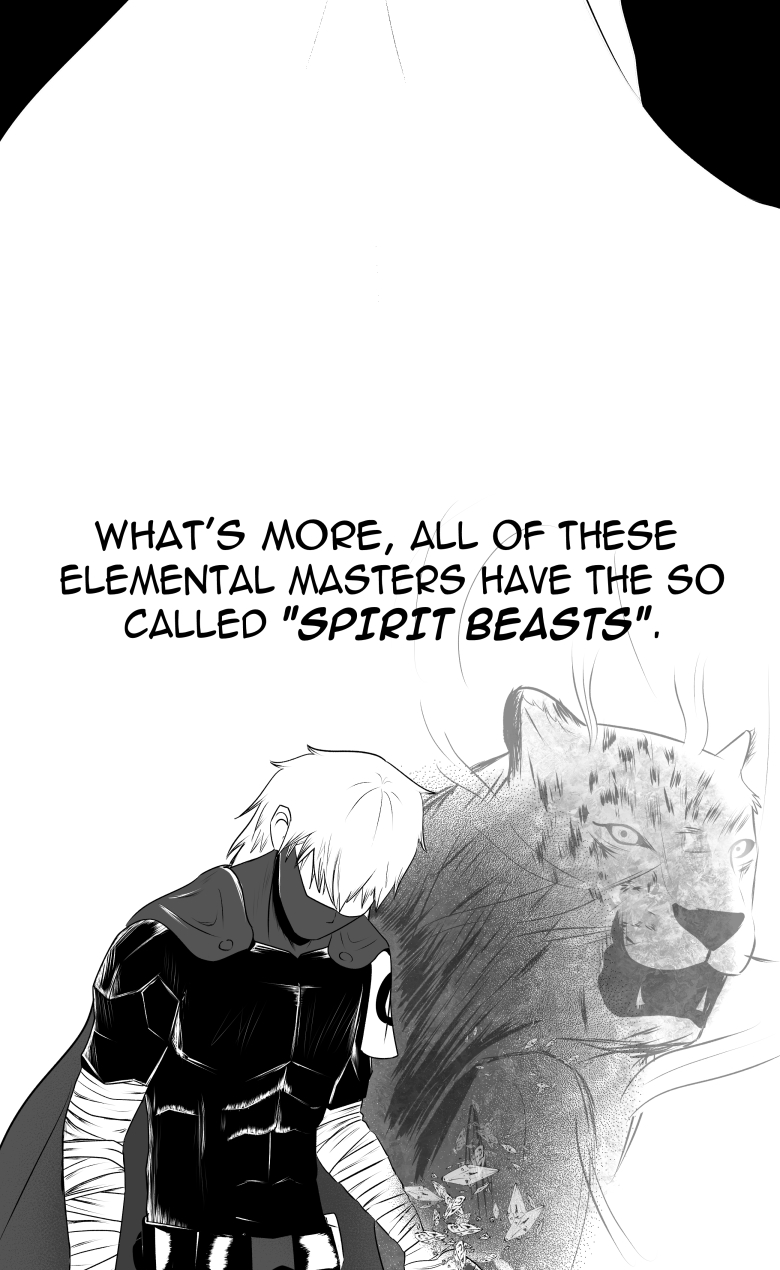 WHAT'S MORE, ALL OF THESE
ELEMENTAL MASTERS HAVE THE SO
CALLED "SPIRIT BEASTS".